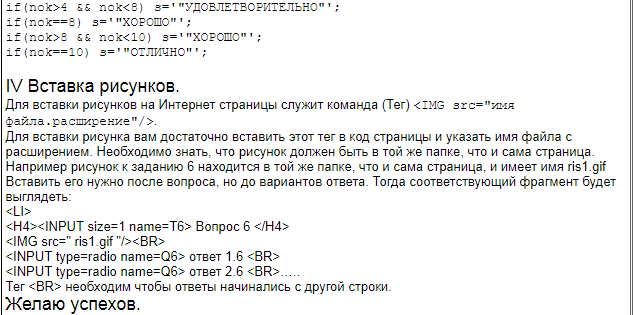 if(nok>4 && nok<8) s='"УДОВЛЕТВОРИТЕЛЬНО"';
if(nok==8) s='"ХОРОШО"';
if(nok>8 && nok<10) s='"ХОРОШО"';
if(nok==10) s='"ОТЛИЧНО"';
IV Вставка рисунков.
Для вставки рисунков на Интернет страницы служит команда (Тег) <IMG src="имя
файла.расширение"/>.
Для вставки рисунка вам достаточно вставить этот тег в код страницы и указать имя файла с
расширением. Необходимо знать, что рисунок должен быть в той же папке, что и сама страница.
Например рисунок к заданию 6 находится в той же папке, что и сама страница, и имеет имя ris1.gif
Вставить его нужно после вопроса, но до вариантов ответа. Тогда соответствующий фрагмент будет
выглядеть:
<LI>
<H4><INPUT size=1 name=T6> Вопрос 6 </H4>
<IMG src=" ris1.gif "/><BR>
<INPUT type=radio name=Q6> ответ 1.6 <BR>
<INPUT type=radio name=Q6> ответ 2.6 <BR>…..
Тег <BR> необходим чтобы ответы начинались с другой строки.
Желаю успехов.